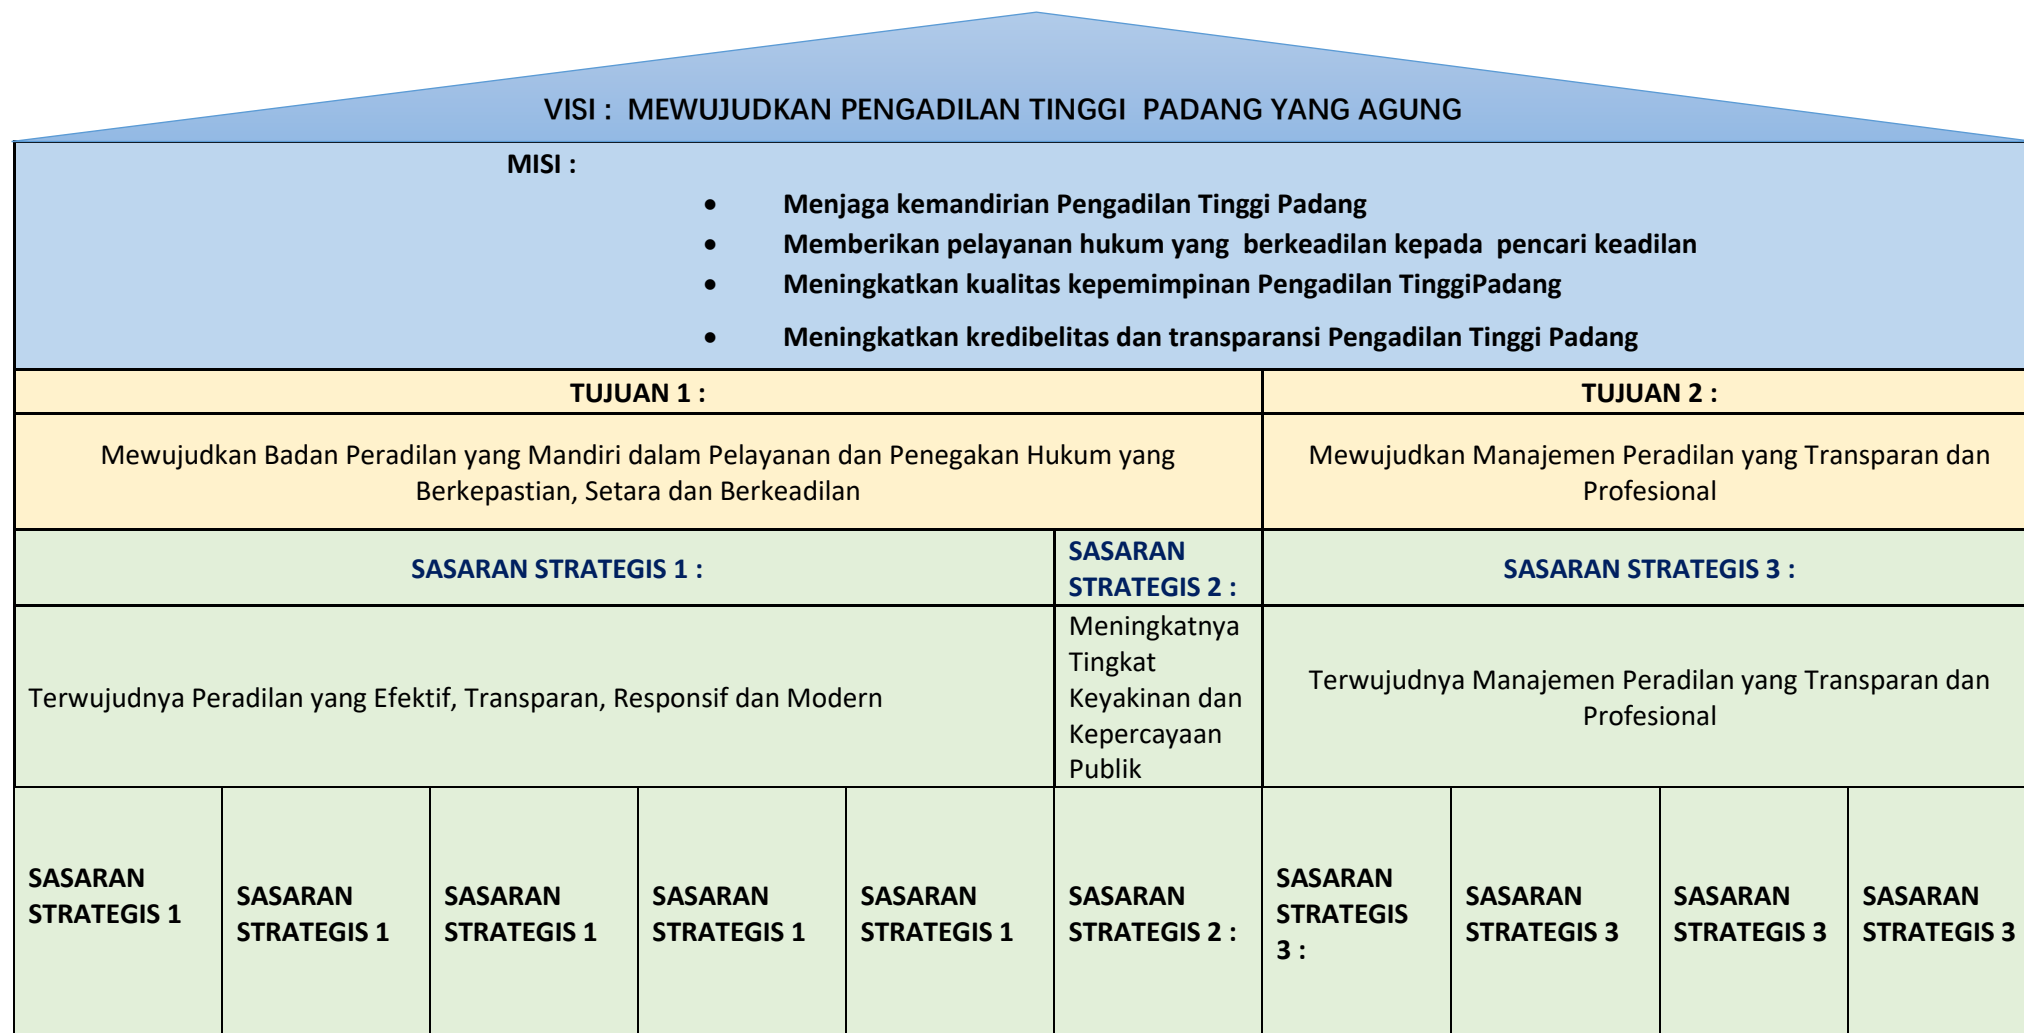 VISI : MEWUJUDKAN PENGADILAN TINGGI PADANG YANG AGUNG
MISI :
• Menjaga kemandirian Pengadilan Tinggi Padang
• Memberikan pelayanan hukum yang berkeadilan kepada pencari keadilan
• Meningkatkan kualitas kepemimpinan Pengadilan TinggiPadang
• Meningkatkan kredibelitas dan transparansi Pengadilan Tinggi Padang
TUJUAN 1 :
TUJUAN 2 :
Mewujudkan Badan Peradilan yang Mandiri dalam Pelayanan dan Penegakan Hukum yang
Berkepastian, Setara dan Berkeadilan
Mewujudkan Manajemen Peradilan yang Transparan dan
Profesional
SASARAN STRATEGIS 1 :
SASARAN
STRATEGIS 2 :
SASARAN STRATEGIS 3 :
Terwujudnya Peradilan yang Efektif, Transparan, Responsif dan Modern
Meningkatnya
Tingkat
Keyakinan dan
Kepercayaan
Publik
Terwujudnya Manajemen Peradilan yang Transparan dan
Profesional
SASARAN
STRATEGIS 1
SASARAN
STRATEGIS 1
SASARAN
STRATEGIS 1
SASARAN
STRATEGIS 1
SASARAN
STRATEGIS 1
SASARAN
STRATEGIS 2 :
SASARAN
STRATEGIS
3 :
SASARAN
STRATEGIS 3
SASARAN
STRATEGIS 3
SASARAN
STRATEGIS 3